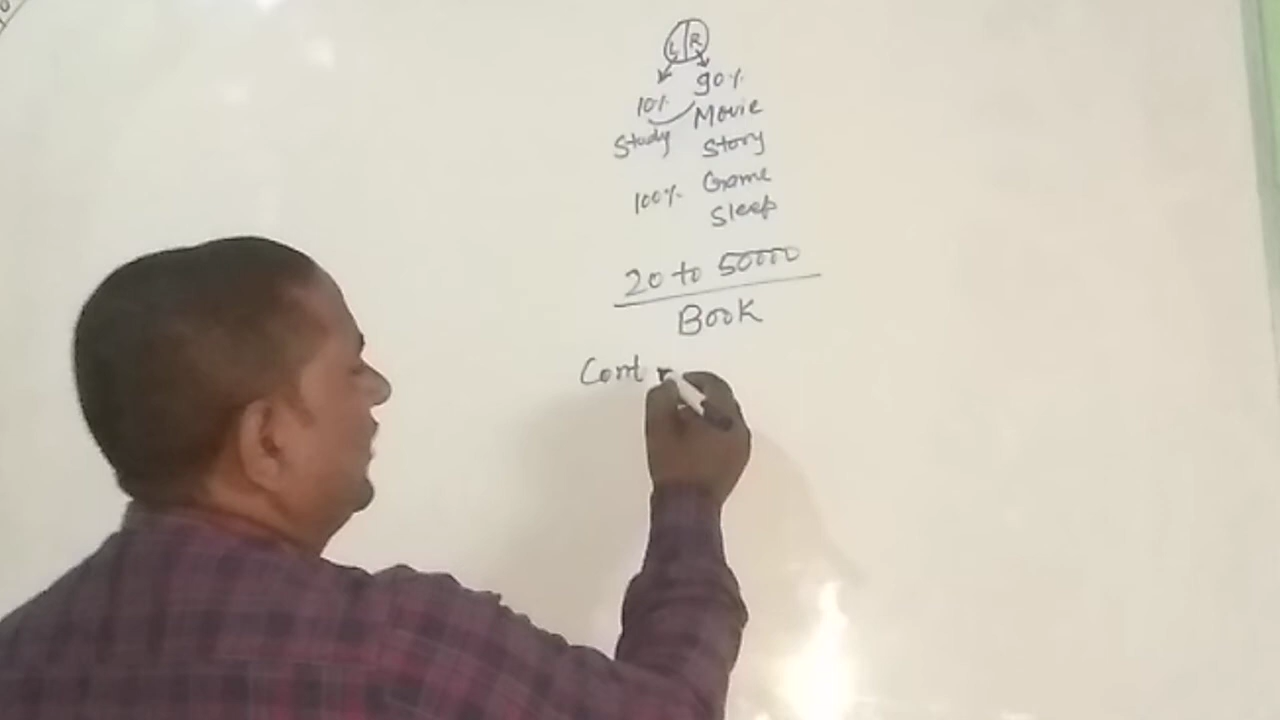 L R
10% 90%
Study Movie
Story
100% Game
Sleep
20 to 50000
Book
Cont